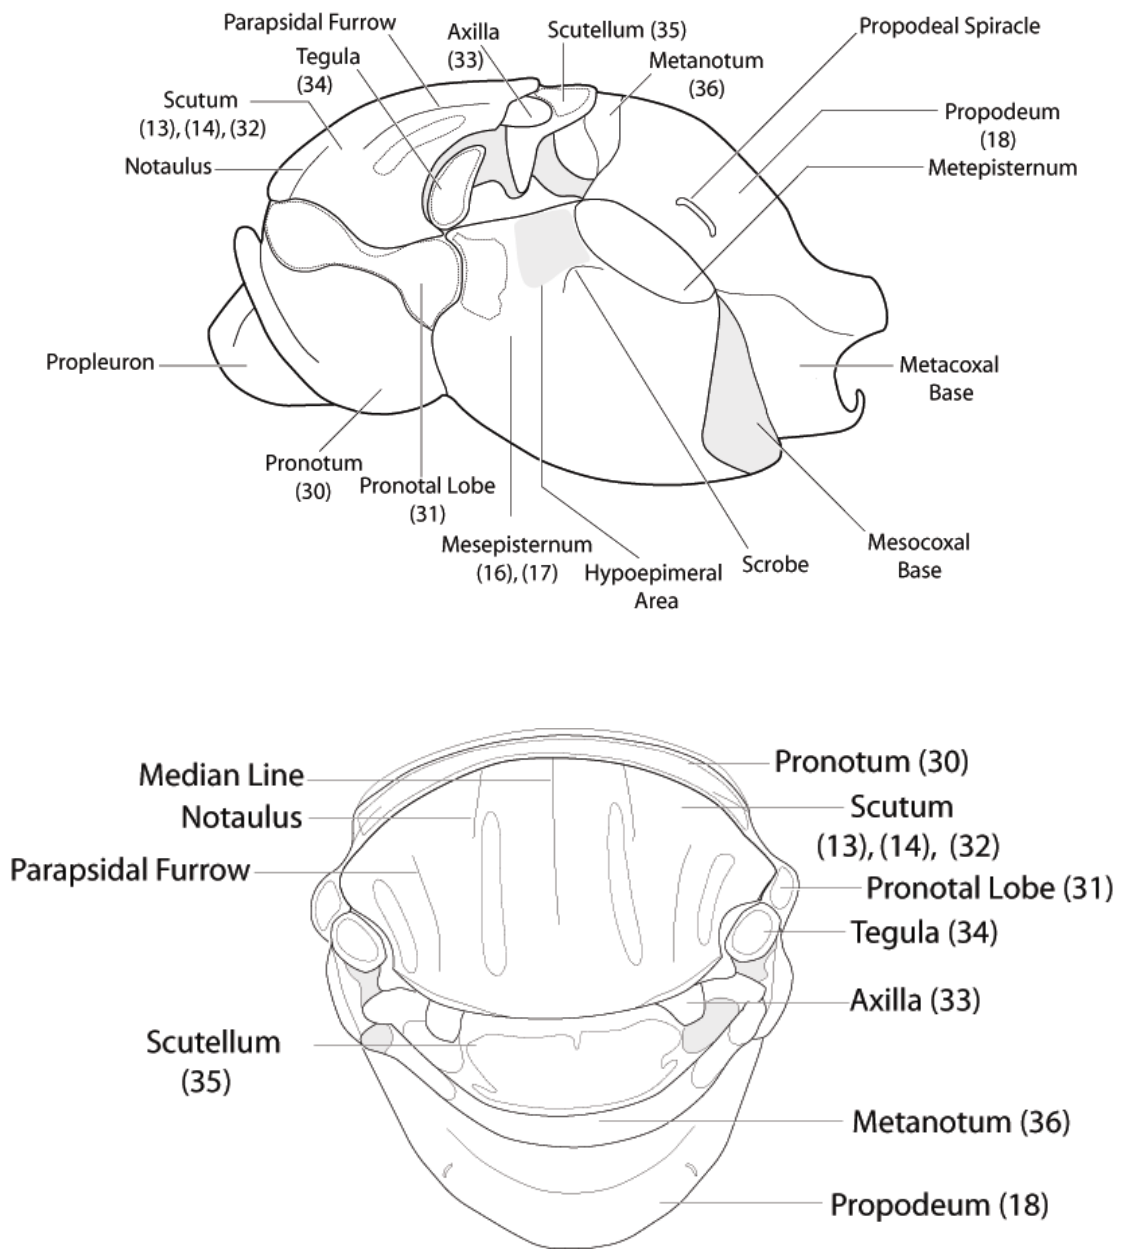 Parapsidal Furrow
Axilla
(33)
Scutellum (35)
Propodeal Spiracle
Tegula
(34)
Metanotum
(36)
Scutum
(13), (14), (32)
Propodeum
(18)
Notaulus
Metepisternum
Propleuron
Metacoxal
Base
Pronotum
(30)
Pronotal Lobe
(31)
Mesepisternum
(16), (17)
Hypoepimeral
Area
Scrobe
Mesocoxal
Base
Median Line
Pronotum (30)
Notaulus
Scutum
(13), (14), (32)
Parapsidal Furrow
Pronotal Lobe (31)
Tegula (34)
Axilla (33)
Scutellum
(35)
Metanotum (36)
Propodeum (18)